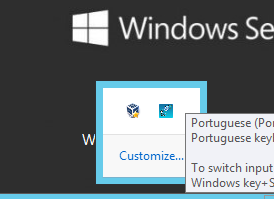 Windows Se
W
Customize...
Portuguese (Por
Portuguese keyb
To switch input
Windows key+S